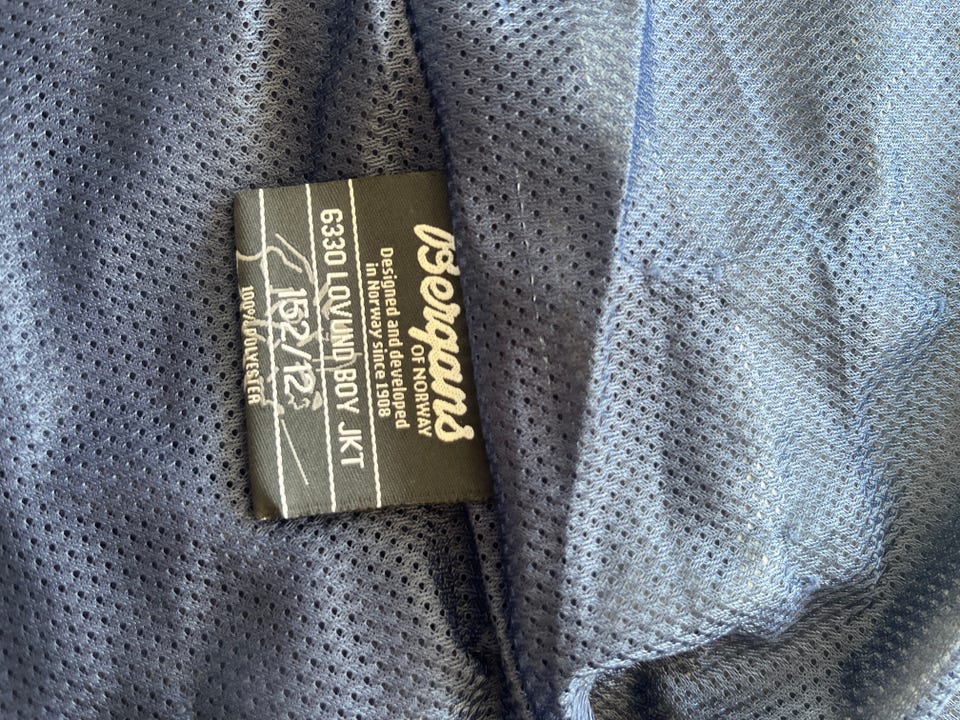 Bergans
OF NORWAY
Designed and developed
in Norway since 1908
6330 LOVUND BOY JKT
152/12
100% POLYESTER